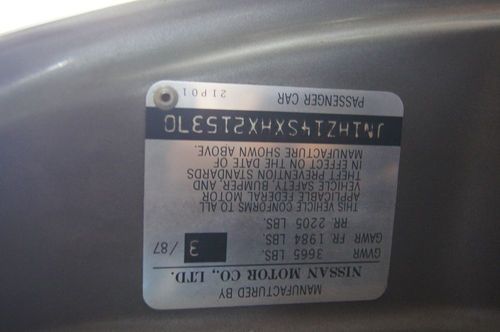 MANUFACTURED BY
NISSAN MOTOR CO., LTD.
3 /87
GVWR 3665 LBS.
GAWR FR. 1984 LBS.
RR. 2205 LBS.
THIS VEHICLE CONFORMS TO ALL
APPLICABLE FEDERAL MOTOR
VEHICLE SAFETY, BUMPER, AND
THEFT PREVENTION STANDARDS
IN EFFECT ON THE DATE OF
MANUFACTURE SHOWN ABOVE.
JN1HZ14SXHX215370
PASSENGER CAR
21P01